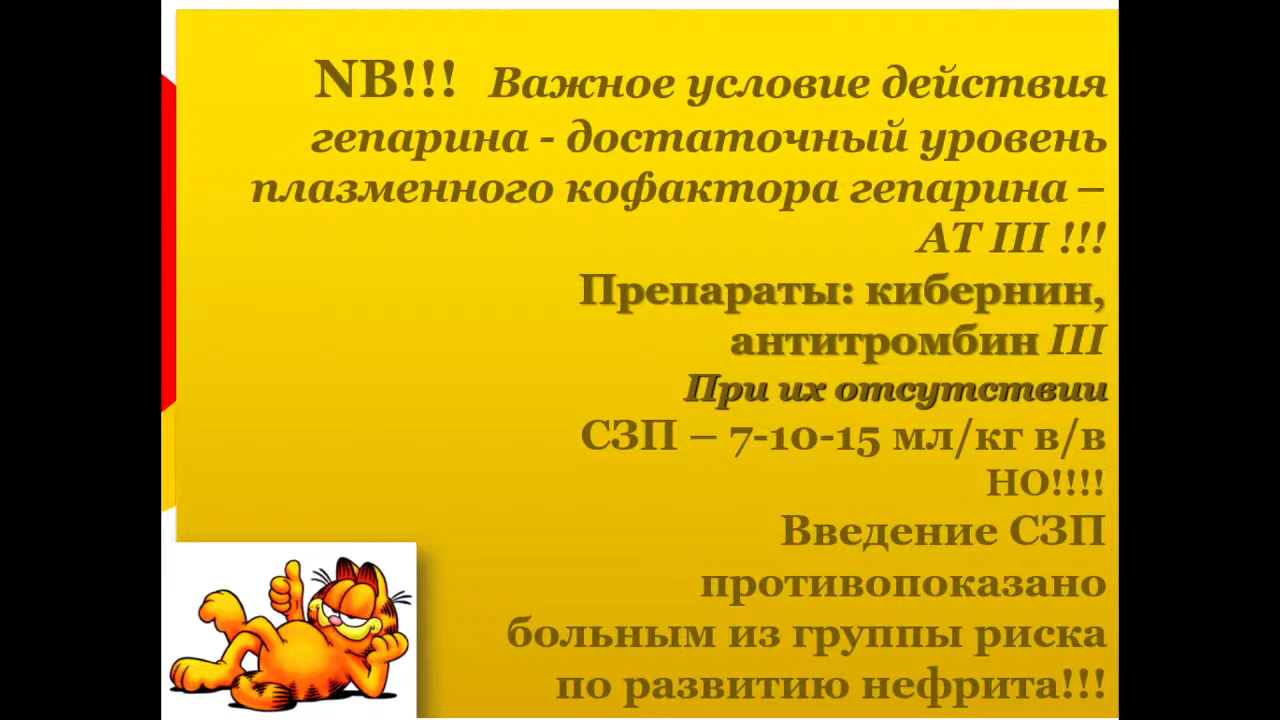 NB!!! Важное условие действия
гепарина - достаточный уровень
плазменного кофактора гепарина –
АТ III !!!
Препараты: кибернин,
антитромбин III
При их отсутствии
СЗП – 7-10-15 мл/кг в/в
НО!!!!
Введение СЗП
противопоказано
больным из группы риска
по развитию нефрита!!!